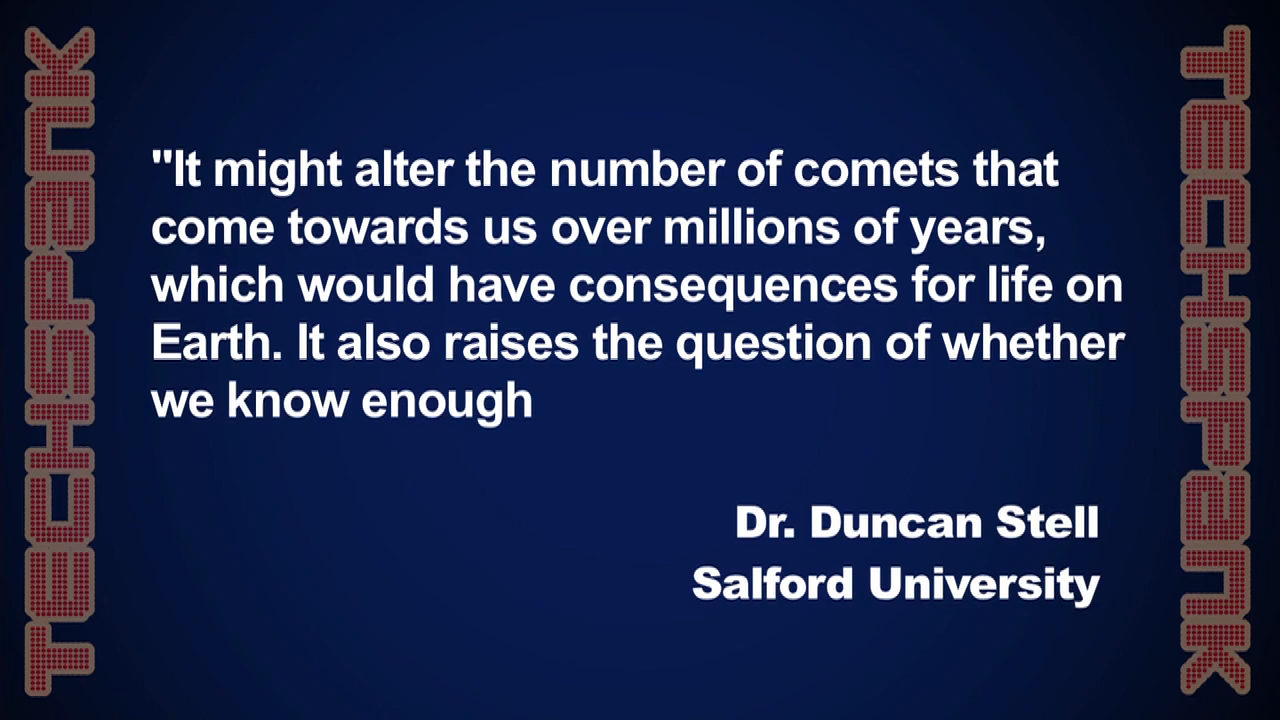 TECHSPANK
"It might alter the number of comets that
come towards us over millions of years,
which would have consequences for life on
Earth. It also raises the question of whether
we know enough
Dr. Duncan Stell
Salford University
TECHSPANK